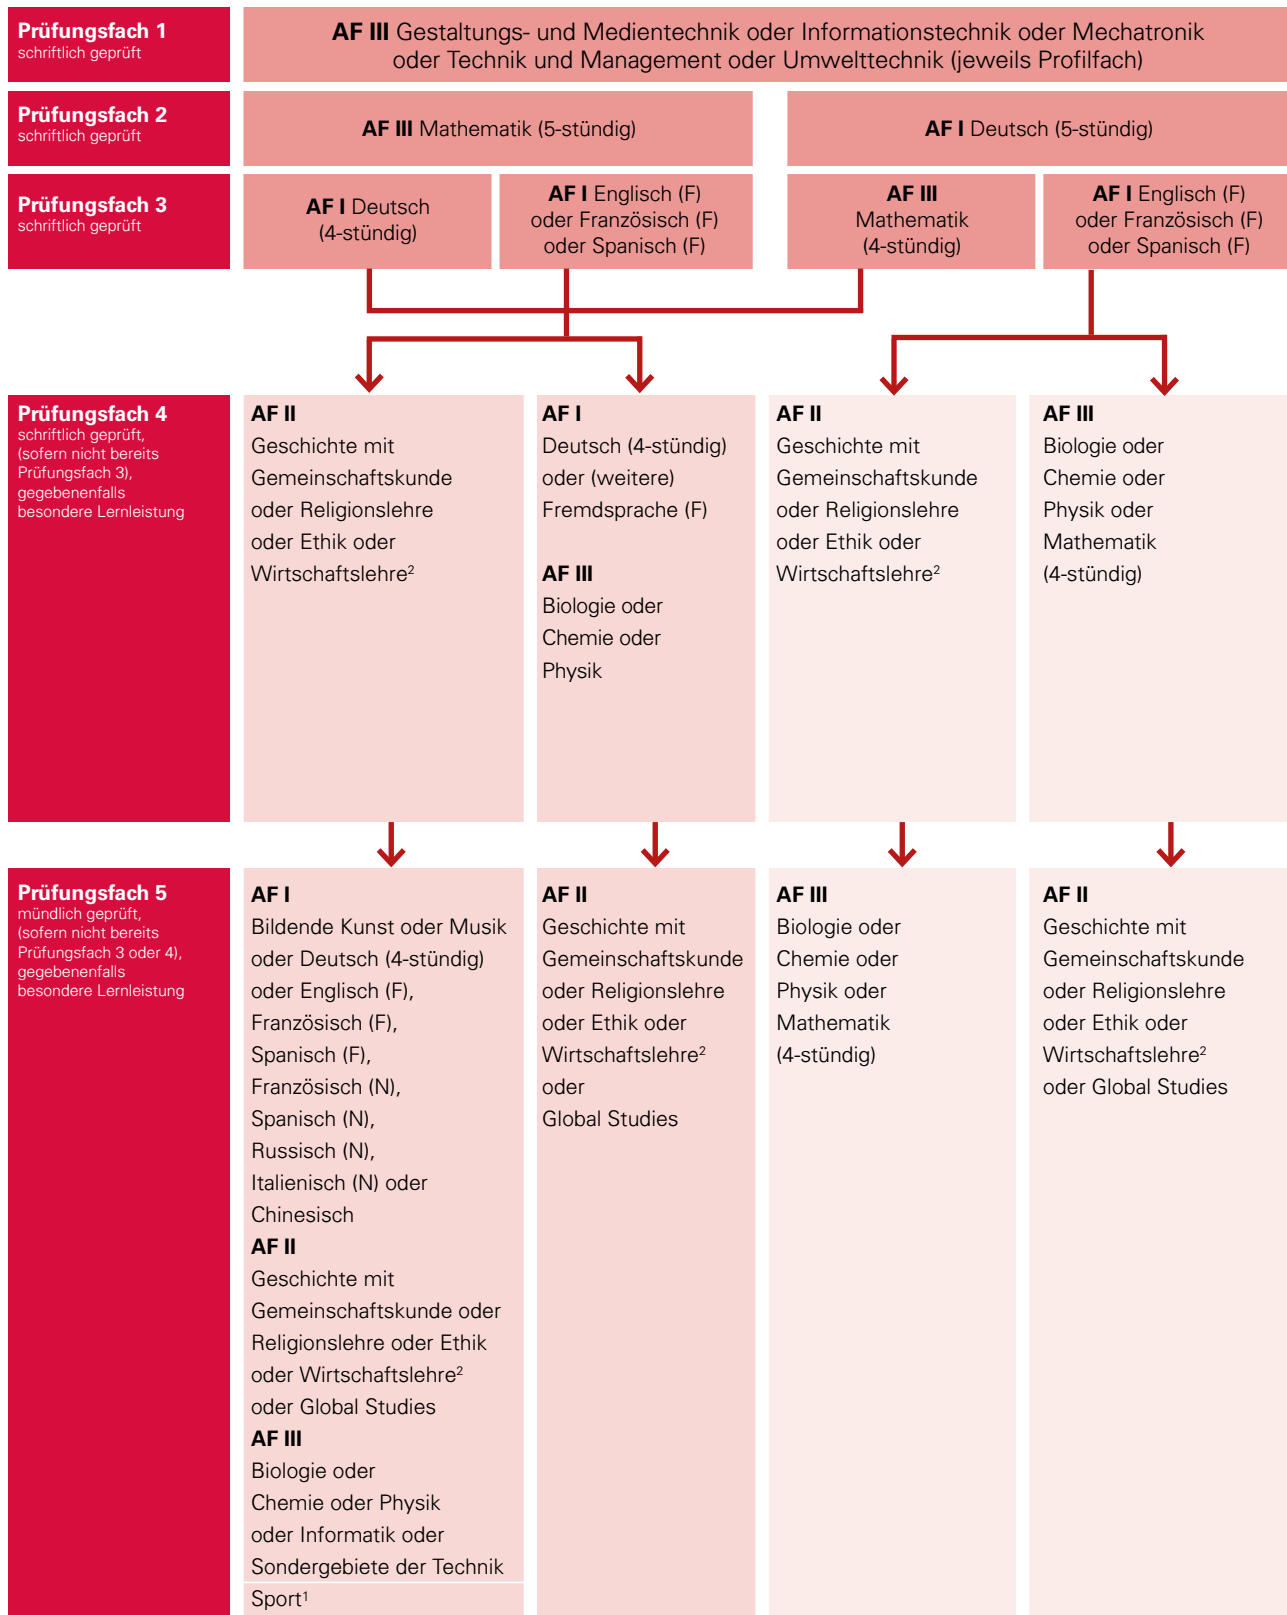 Prüfungsfach 1
schriftlich geprüft
AF III Gestaltungs- und Medientechnik oder Informationstechnik oder Mechatronik
oder Technik und Management oder Umwelttechnik (jeweils Profilfach)
Prüfungsfach 2
schriftlich geprüft
AF III Mathematik (5-stündig)
AF I Deutsch (5-stündig)
Prüfungsfach 3
schriftlich geprüft
AF I Deutsch
(4-stündig)
AF I Englisch (F)
oder Französisch (F)
oder Spanisch (F)
AF III
Mathematik
(4-stündig)
AF I Englisch (F)
oder Französisch (F)
oder Spanisch (F)
Prüfungsfach 4
schriftlich geprüft,
(sofern nicht bereits
Prüfungsfach 3),
gegebenenfalls
besondere Lernleistung
AF II
Geschichte mit
Gemeinschaftskunde
oder Religionslehre
oder Ethik oder
Wirtschaftslehre²
AF I
Deutsch (4-stündig)
oder (weitere)
Fremdsprache (F)
AF III
Biologie oder
Chemie oder
Physik
AF II
Geschichte mit
Gemeinschaftskunde
oder Religionslehre
oder Ethik oder
Wirtschaftslehre²
AF III
Biologie oder
Chemie oder
Physik oder
Mathematik
(4-stündig)
Prüfungsfach 5
mündlich geprüft,
(sofern nicht bereits
Prüfungsfach 3 oder 4),
gegebenenfalls
besondere Lernleistung
AF I
Bildende Kunst oder Musik
oder Deutsch (4-stündig)
oder Englisch (F),
Französisch (F),
Spanisch (F),
Französisch (N),
Spanisch (N),
Russisch (N),
Italienisch (N) oder
Chinesisch
AF II
Geschichte mit
Gemeinschaftskunde oder
Religionslehre oder Ethik
oder Wirtschaftslehre²
oder Global Studies
AF III
Biologie oder
Chemie oder Physik
oder Informatik oder
Sondergebiete der Technik
Sport¹
AF II
Geschichte mit
Gemeinschaftskunde
oder Religionslehre
oder Ethik oder
Wirtschaftslehre²
oder
Global Studies
AF III
Biologie oder
Chemie oder
Physik oder
Mathematik
(4-stündig)
AF II
Geschichte mit
Gemeinschaftskunde
oder Religionslehre
oder Ethik oder
Wirtschaftslehre²
oder Global Studies